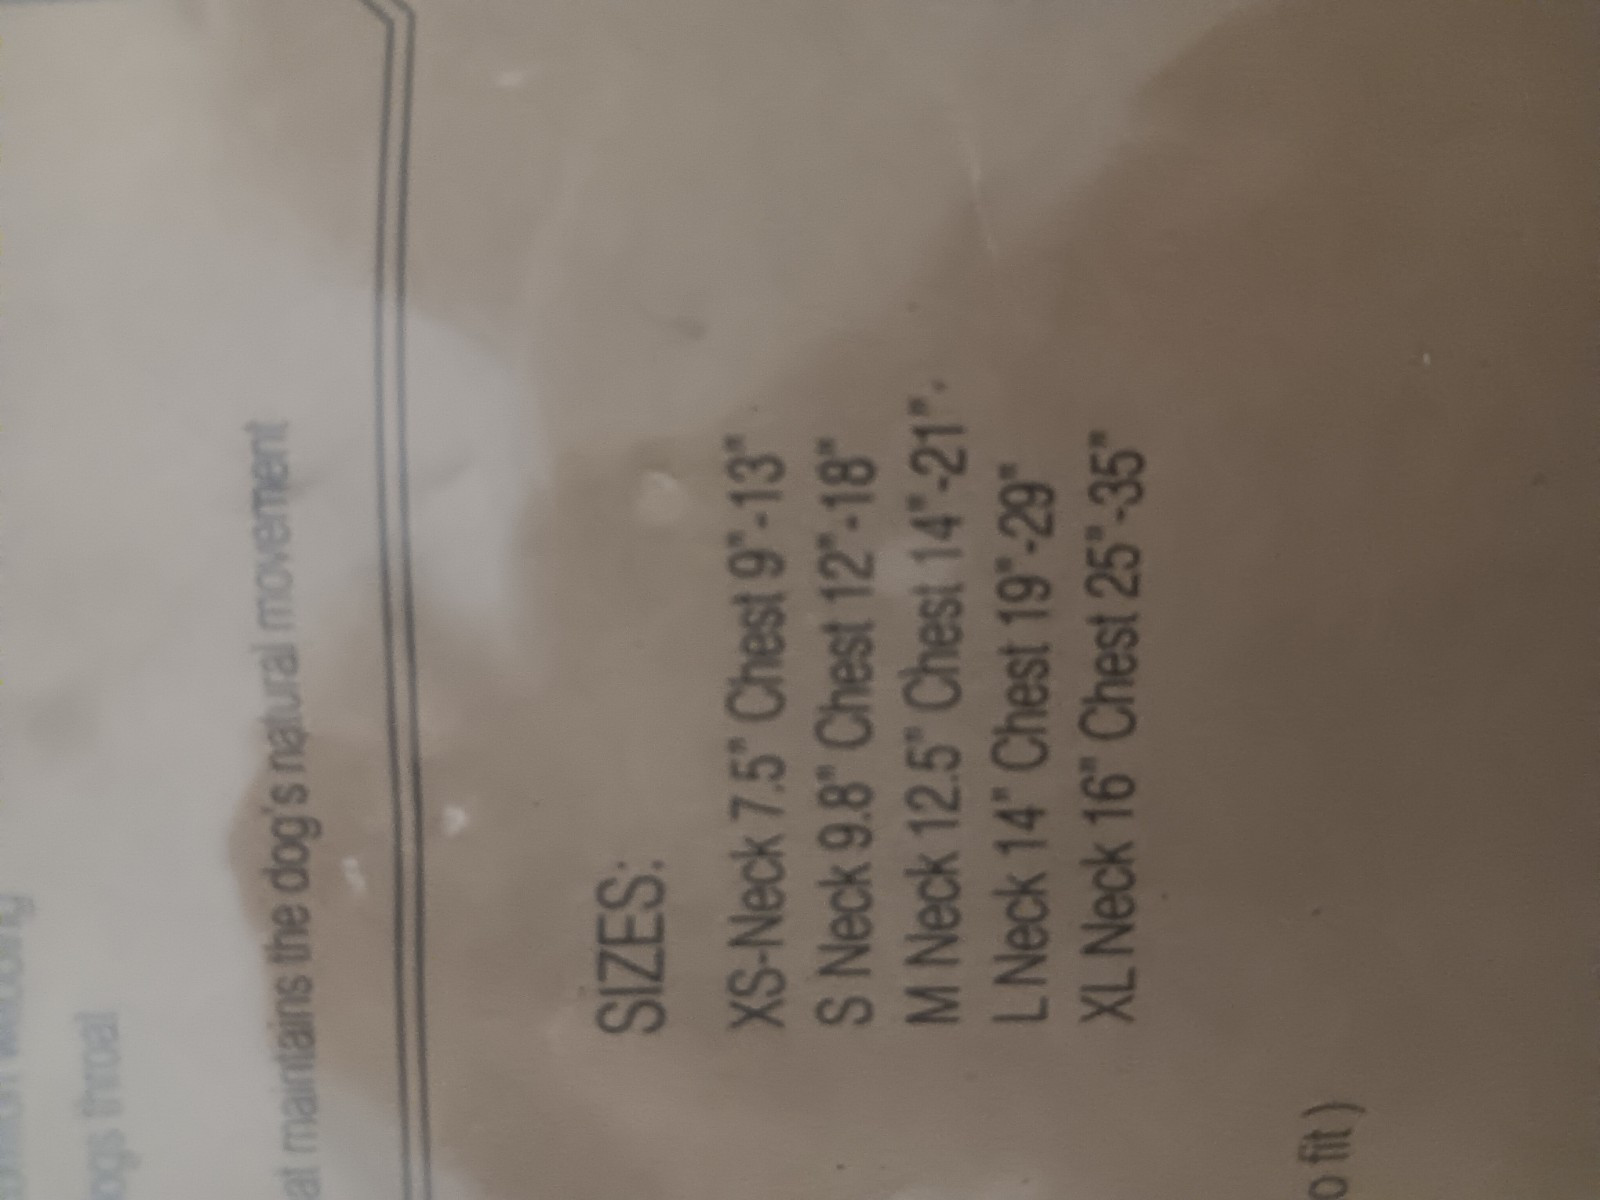 ogs throat
at maintains the dog's natural movement
SIZES:
XS-Neck 7.5" Chest 9"-13"
S Neck 9.8" Chest 12"-18"
M Neck 12.5" Chest 14"-21".
L Neck 14" Chest 19"-29"
XL Neck 16" Chest 25"-35"
o fit )